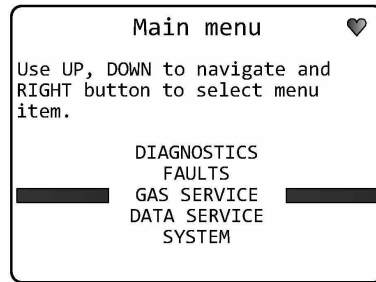 Main menu
Use UP, DOWN to navigate and
RIGHT button to select menu
item.
DIAGNOSTICS
FAULTS
GAS SERVICE
DATA SERVICE
SYSTEM